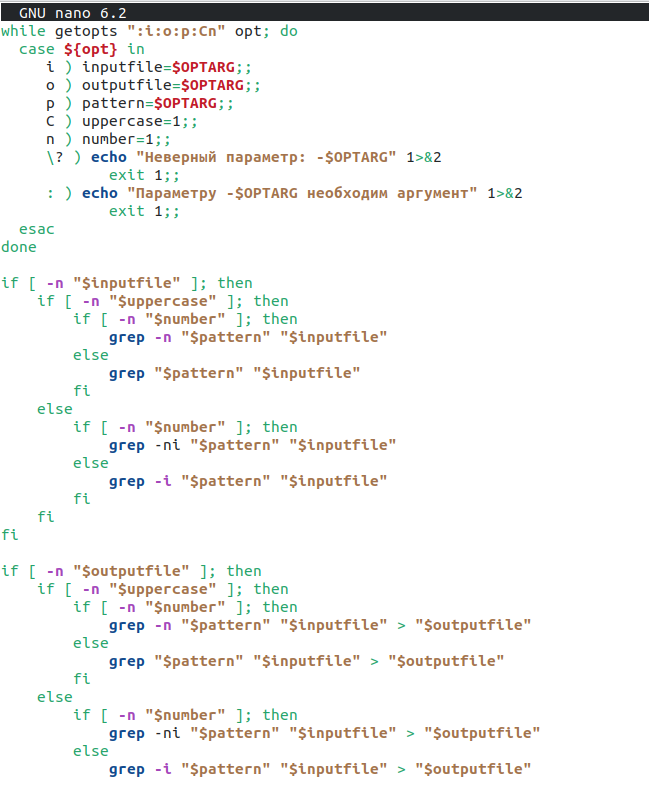 GNU nano 6.2
while getopts ":i:o:p:Cn" opt; do
  case ${opt} in
     i ) inputfile=$OPTARG;;
     o ) outputfile=$OPTARG;;
     p ) pattern=$OPTARG;;
     C ) uppercase=1;;
     n ) number=1;;
     \? ) echo "Неверный параметр: -$OPTARG" 1>&2
            exit 1;;
     : ) echo "Параметру -$OPTARG необходим аргумент" 1>&2
            exit 1;;
  esac
done

if [ -n "$inputfile" ]; then
    if [ -n "$uppercase" ]; then
        if [ -n "$number" ]; then
            grep -n "$pattern" "$inputfile"
        else
            grep "$pattern" "$inputfile"
        fi
    else
        if [ -n "$number" ]; then
            grep -ni "$pattern" "$inputfile"
        else
            grep -i "$pattern" "$inputfile"
        fi
    fi
fi

if [ -n "$outputfile" ]; then
    if [ -n "$uppercase" ]; then
        if [ -n "$number" ]; then
            grep -n "$pattern" "$inputfile" > "$outputfile"
        else
            grep "$pattern" "$inputfile" > "$outputfile"
        fi
    else
        if [ -n "$number" ]; then
            grep -ni "$pattern" "$inputfile" > "$outputfile"
        else
            grep -i "$pattern" "$inputfile" > "$outputfile"